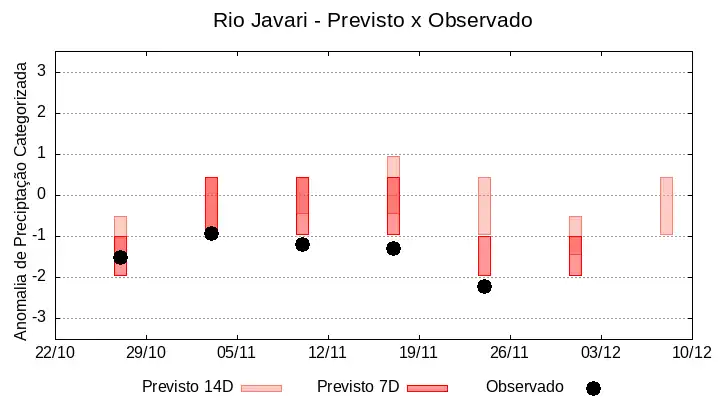 Rio Javari - Previsto x Observado
Anomalia de Preciptação Categorizada
3
2
1
0
-1
-2
-3
22/10 29/10 05/11 12/11 19/11 26/11 03/12 10/12
Previsto 14D Previsto 7D Observado